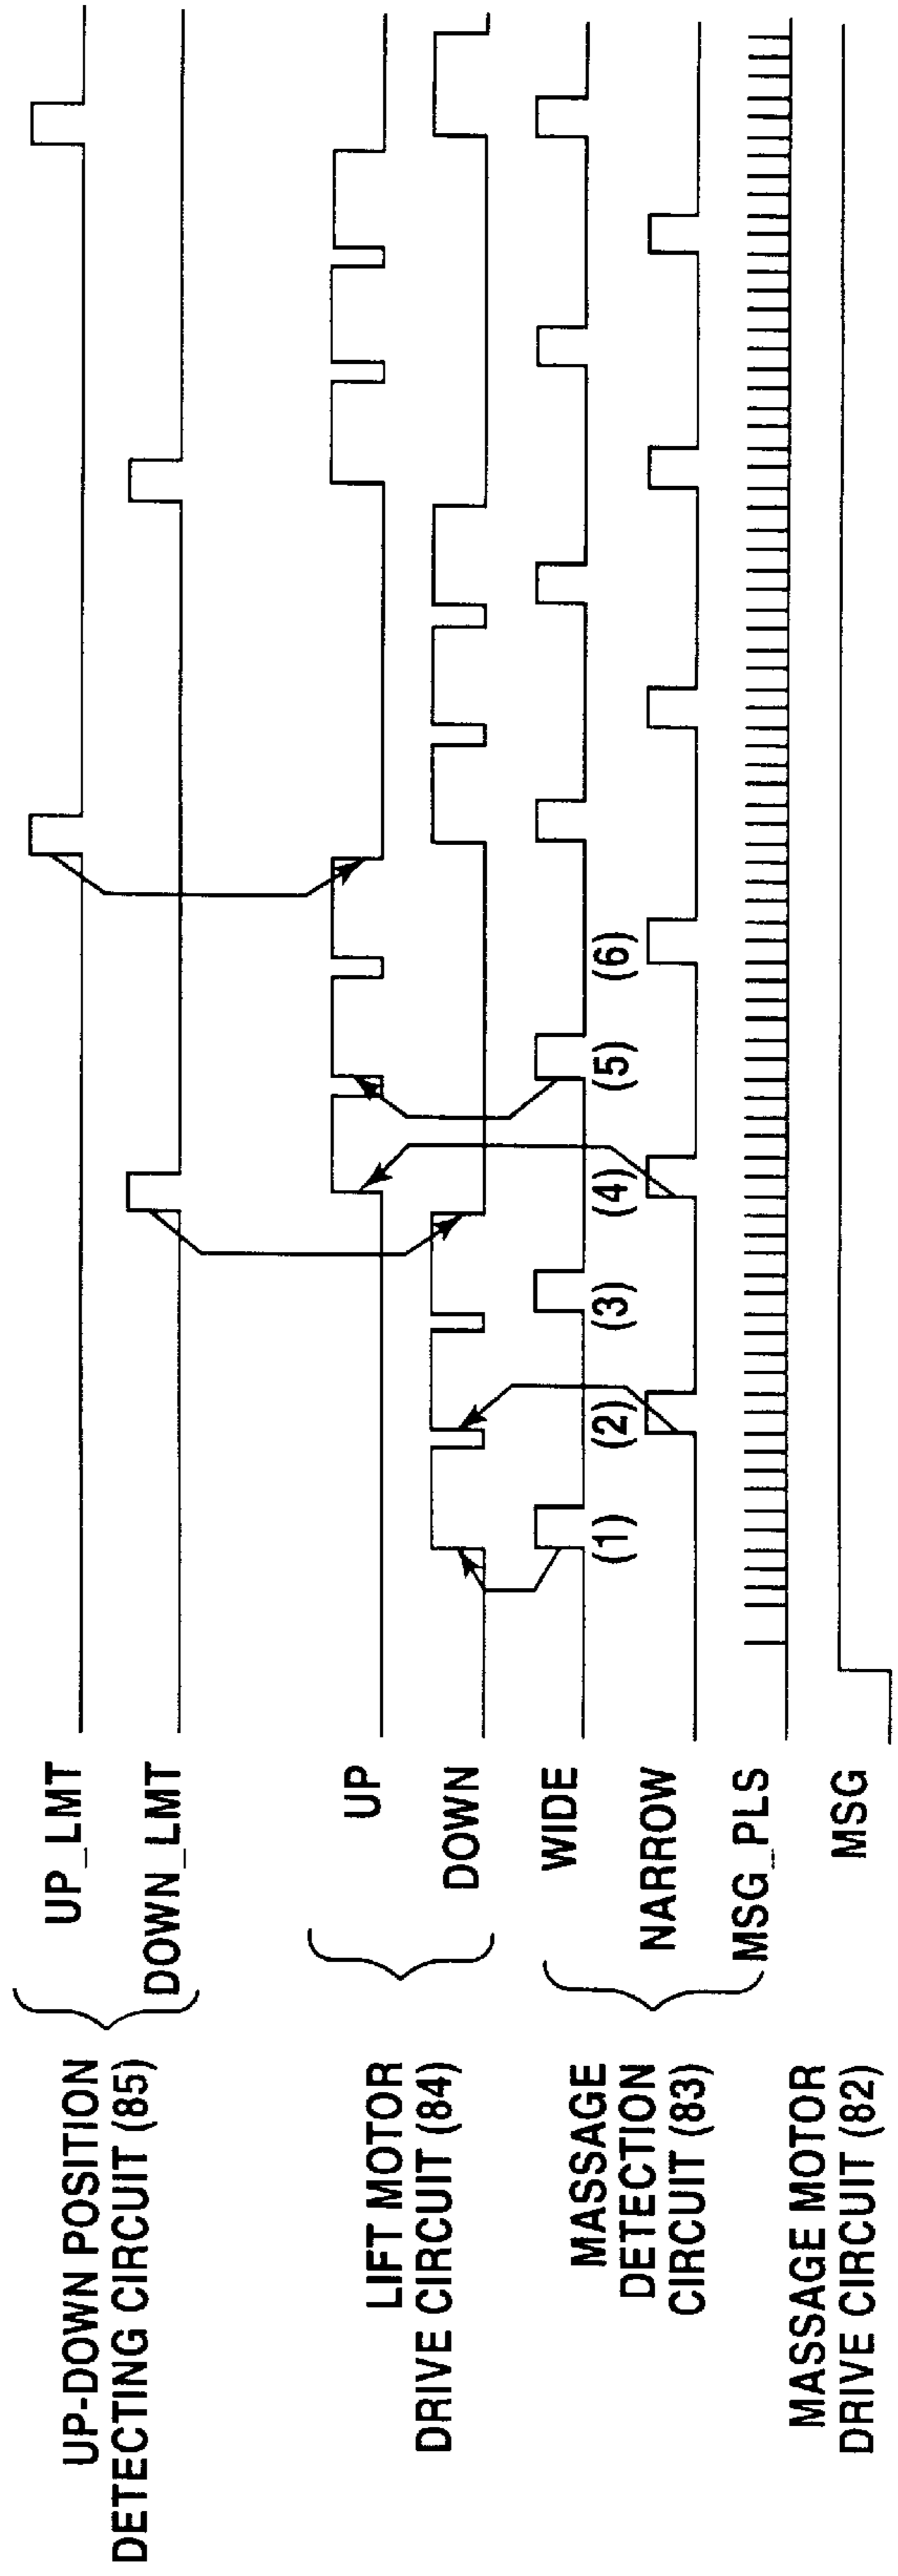 UP-DOWN POSITION
DETECTING CIRCUIT (85)
UP_LMT
DOWN_LMT
LIFT MOTOR
DRIVE CIRCUIT (84)
UP
DOWN
MASSAGE
DETECTION
CIRCUIT (83)
WIDE
NARROW
MSG_PLS
(1)
(2)
(3)
(4)
(5)
(6)
MASSAGE MOTOR
DRIVE CIRCUIT (82)
MSG